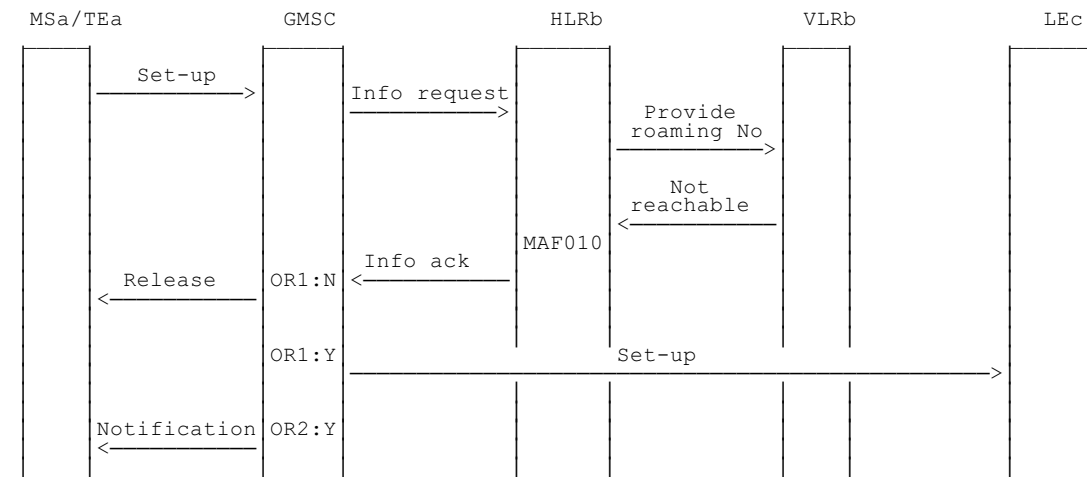 MSa/TEa GMSC HLRb VLRb LEc
Set-up
Info request
Provide
roaming No
Not
reachable
MAF010
Info ack
Release OR1:N
OR1:Y Set-up
Notification OR2:Y